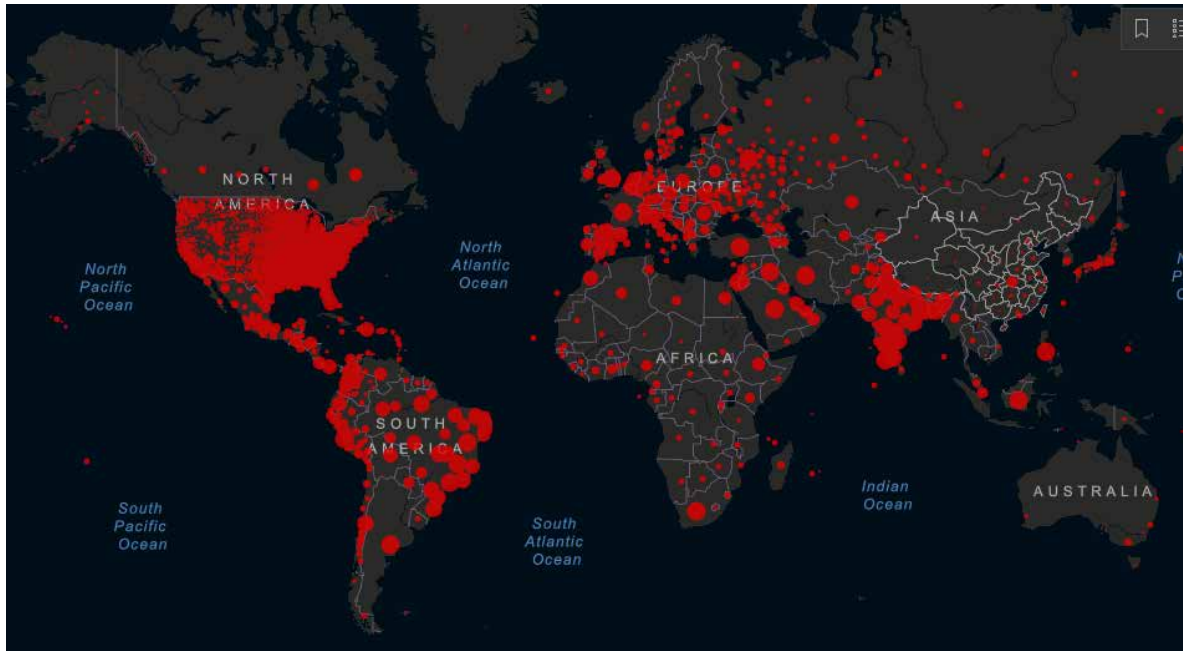 NORTH
AMERICA
North
Pacific
Ocean
North
Atlantic
Ocean
EUROPE
ASIA
AFRICA
SOUTH
AMERICA
South
Pacific
Ocean
South
Atlantic
Ocean
Indian
Ocean
AUSTRALIA
N
P